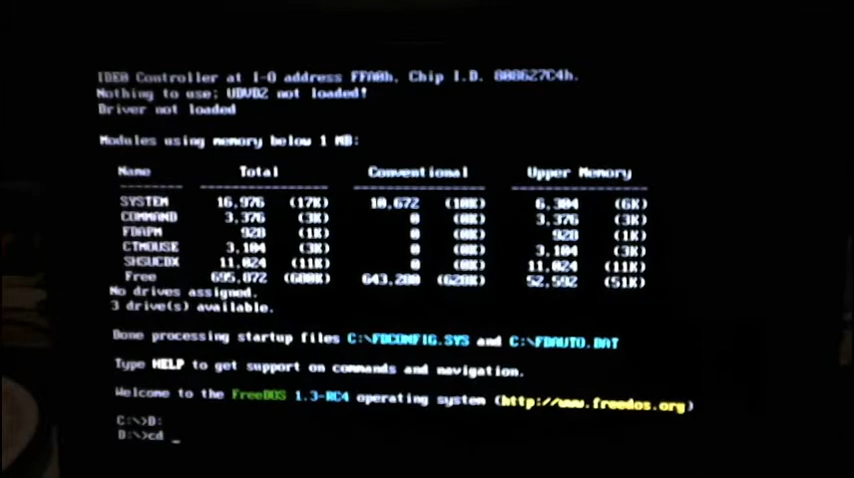 IDE0 Controller at I-O address FFA0h, Chip I.D. 808627C4h.
Nothing to use; UDVD2 not loaded!
Driver not loaded
Modules using memory below 1 MB:
Name Total Conventional Upper Memory
SYSTEM 16,976 (17K) 10,672 (10K) 6,304 (6K)
COMMAND 3,376 (3K) 0 (0K) 3,376 (3K)
FDAPM 928 (1K) 0 (0K) 928 (1K)
CTMOUSE 3,104 (3K) 0 (0K) 3,104 (3K)
SHSUCDX 11,024 (11K) 0 (0K) 11,024 (11K)
Free 695,872 (680K) 643,280 (628K) 52,592 (51K)
No drives assigned.
3 drive(s) available.
Done processing startup files C:\FDCONFIG.SYS and C:\FDAUTO.BAT
Type HELP to get support on commands and navigation.
Welcome to the FreeDOS 1.3-RC4 operating system (http://www.freedos.org)
C:\>D:
D:\>cd _